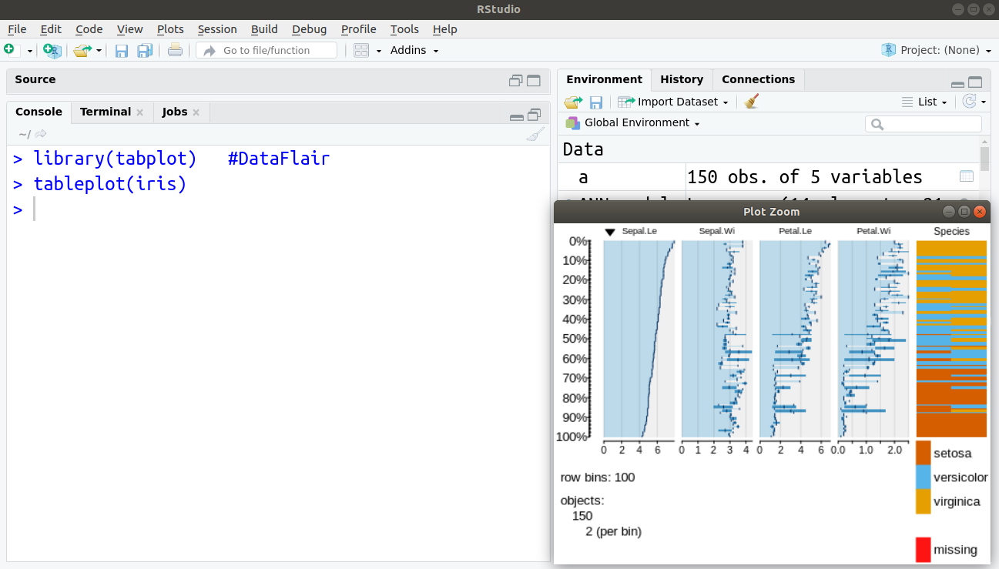 RStudio
File Edit Code View Plots Session Build Debug Profile Tools Help
Go to file/function
Addins
Project: (None)
Source
Console
Terminal
Jobs
~/
> library(tabplot)   #DataFlair
> tableplot(iris)
>
Environment
History
Connections
Import Dataset
List
Global Environment
Data
a
150 obs. of 5 variables
Plot Zoom
Sepal.Le Sepal.Wi Petal.Le Petal.Wi Species
0%
10%
20%
30%
40%
50%
60%
70%
80%
90%
100%
0 2 4 6 0 1 2 3 4 0 2 4 6 0.0 1.0 2.0
setosa
versicolor
virginica
missing
row bins: 100
objects:
150
2 (per bin)